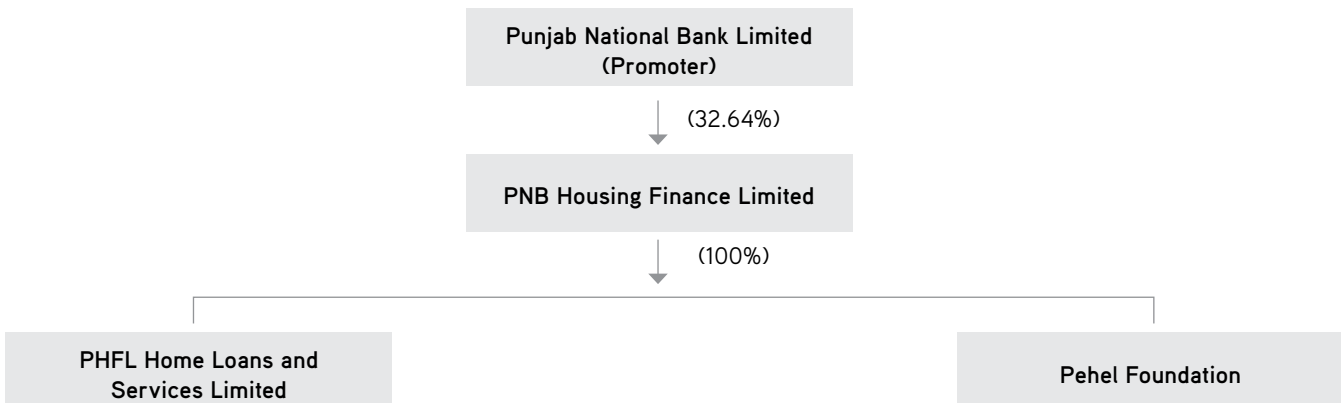 Punjab National Bank Limited
(Promoter)
(32.64%)
PNB Housing Finance Limited
(100%)
PHFL Home Loans and
Services Limited
Pehel Foundation